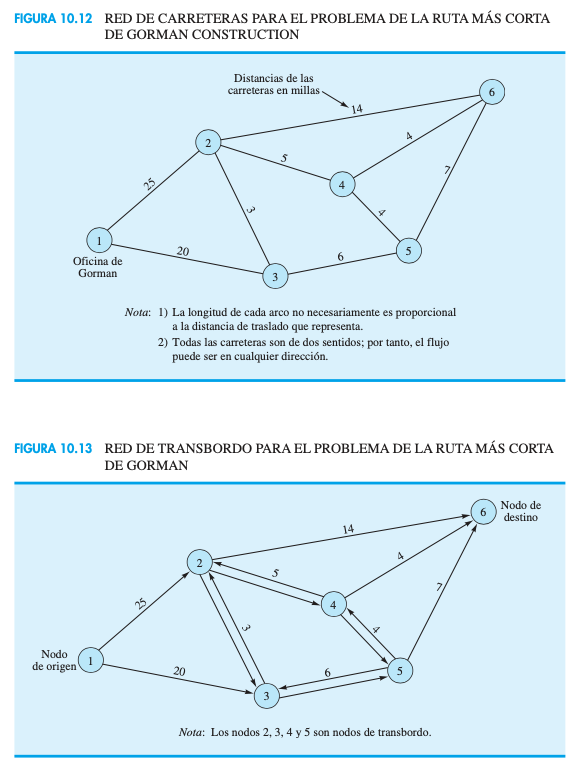 FIGURA 10.12 RED DE CARRETERAS PARA EL PROBLEMA DE LA RUTA MÁS CORTA
DE GORMAN CONSTRUCTION
Distancias de las
carreteras en millas
14
6
2
4
5
4
7
25
3
4
1
20
6
5
Oficina de
Gorman
3
Nota: 1) La longitud de cada arco no necesariamente es proporcional
a la distancia de traslado que representa.
2) Todas las carreteras son de dos sentidos; por tanto, el flujo
puede ser en cualquier dirección.
FIGURA 10.13 RED DE TRANSBORDO PARA EL PROBLEMA DE LA RUTA MÁS CORTA
DE GORMAN
6
Nodo de
destino
14
2
4
5
7
25
4
3
4
Nodo
de origen
1
20
6
5
3
Nota: Los nodos 2, 3, 4 y 5 son nodos de transbordo.